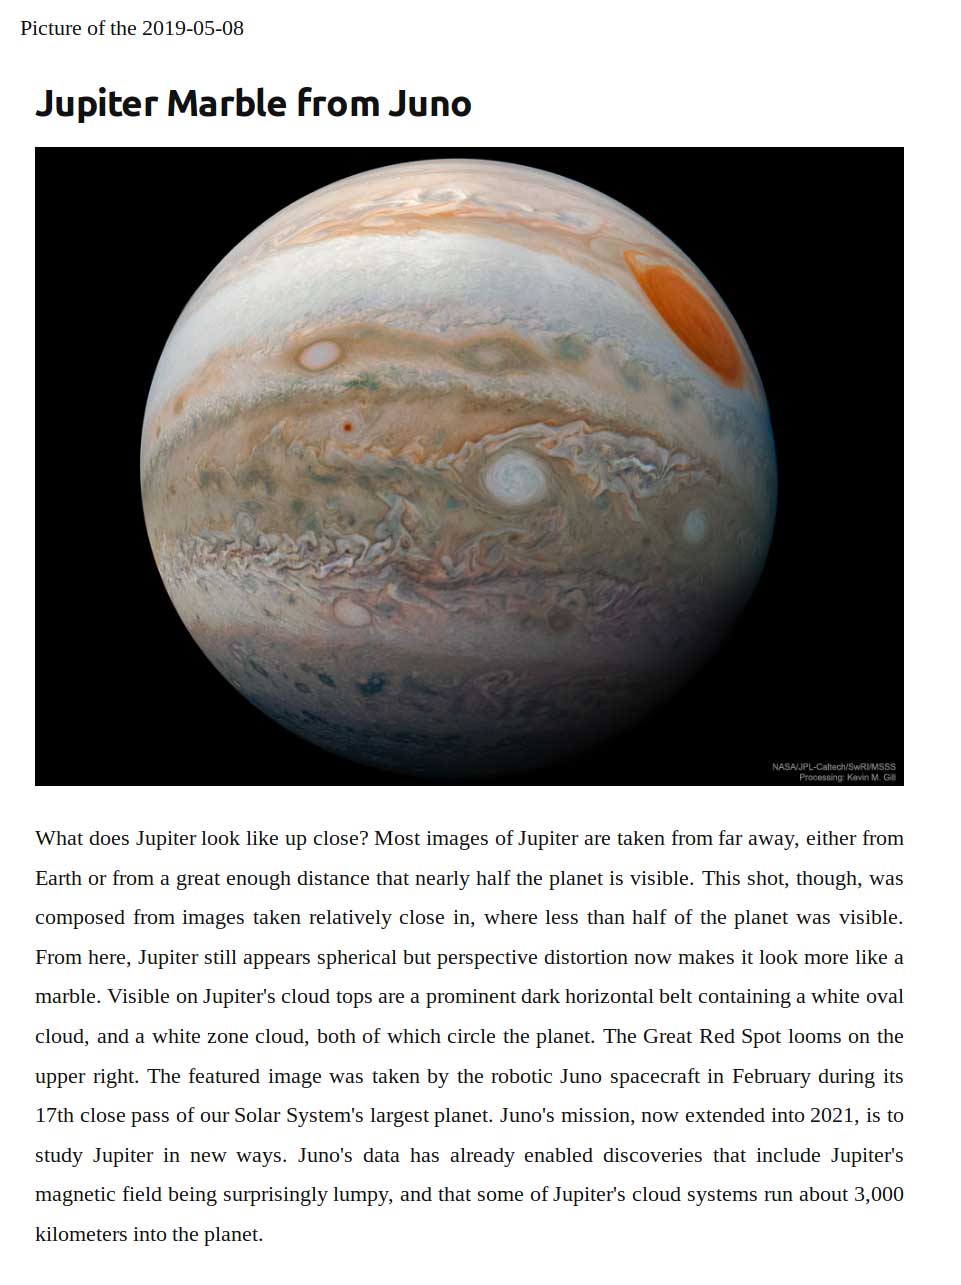 Picture of the 2019-05-08
Jupiter Marble from Juno
NASA/JPL-Caltech/SwRI/MSSS
Processing: Kevin M. Gill
What does Jupiter look like up close? Most images of Jupiter are taken from far away, either from
Earth or from a great enough distance that nearly half the planet is visible. This shot, though, was
composed from images taken relatively close in, where less than half of the planet was visible.
From here, Jupiter still appears spherical but perspective distortion now makes it look more like a
marble. Visible on Jupiter's cloud tops are a prominent dark horizontal belt containing a white oval
cloud, and a white zone cloud, both of which circle the planet. The Great Red Spot looms on the
upper right. The featured image was taken by the robotic Juno spacecraft in February during its
17th close pass of our Solar System's largest planet. Juno's mission, now extended into 2021, is to
study Jupiter in new ways. Juno's data has already enabled discoveries that include Jupiter's
magnetic field being surprisingly lumpy, and that some of Jupiter's cloud systems run about 3,000
kilometers into the planet.